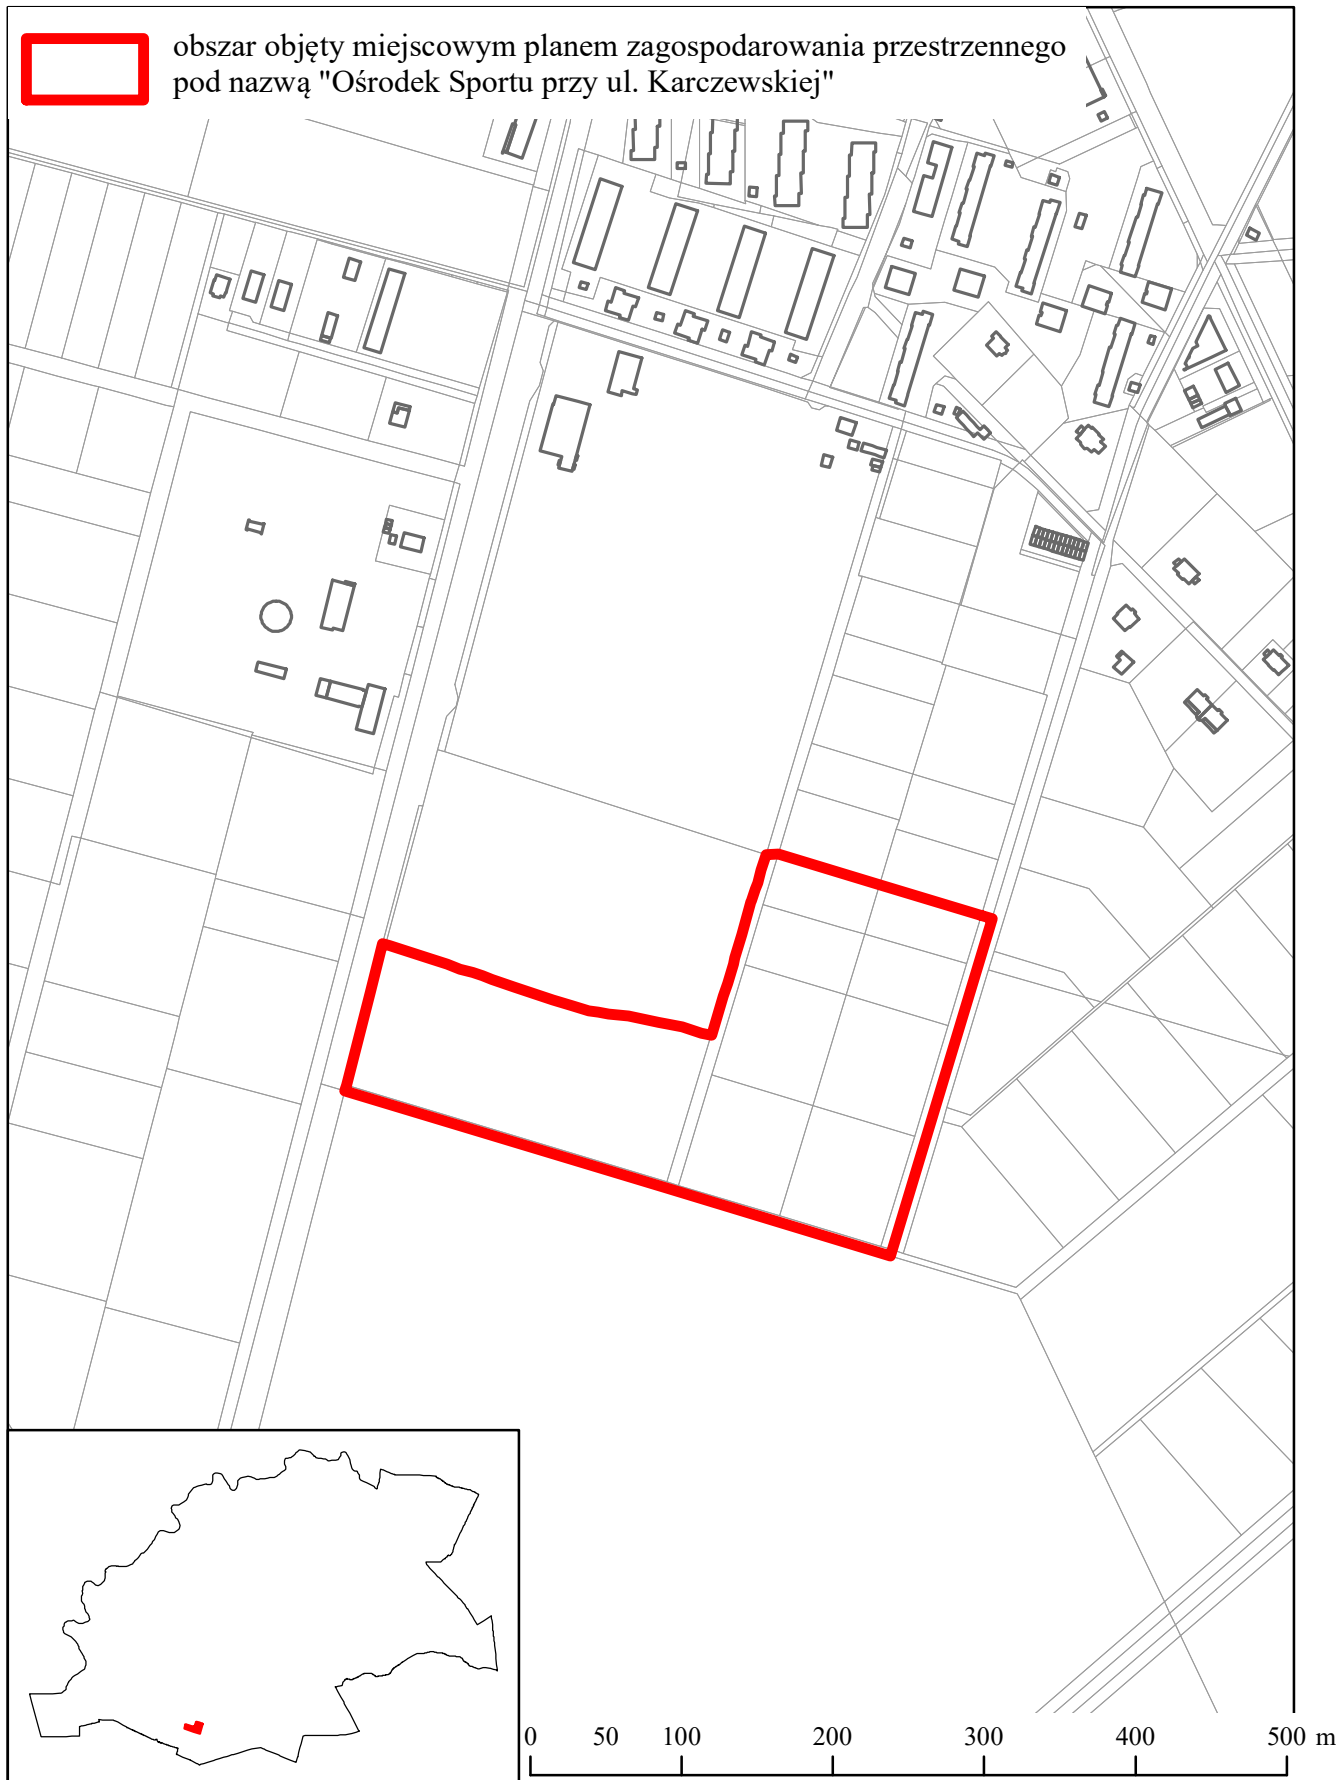 obszar objęty miejscowym planem zagospodarowania przestrzennego
pod nazwą "Ośrodek Sportu przy ul. Karczewskiej"
0 50 100 200 300 400 500 m